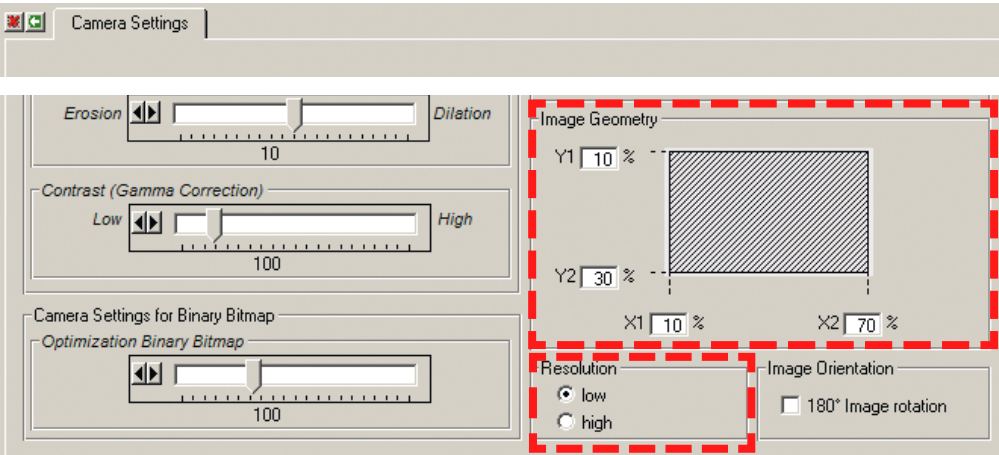 Camera Settings
Erosion
Dilation
10
Contrast (Gamma Correction)
Low
High
100
Camera Settings for Binary Bitmap
Optimization Binary Bitmap
100
Image Geometry
Y1 10 %
Y2 30 %
X1 10 % X2 70 %
Resolution
low
high
Image Orientation
180° Image rotation